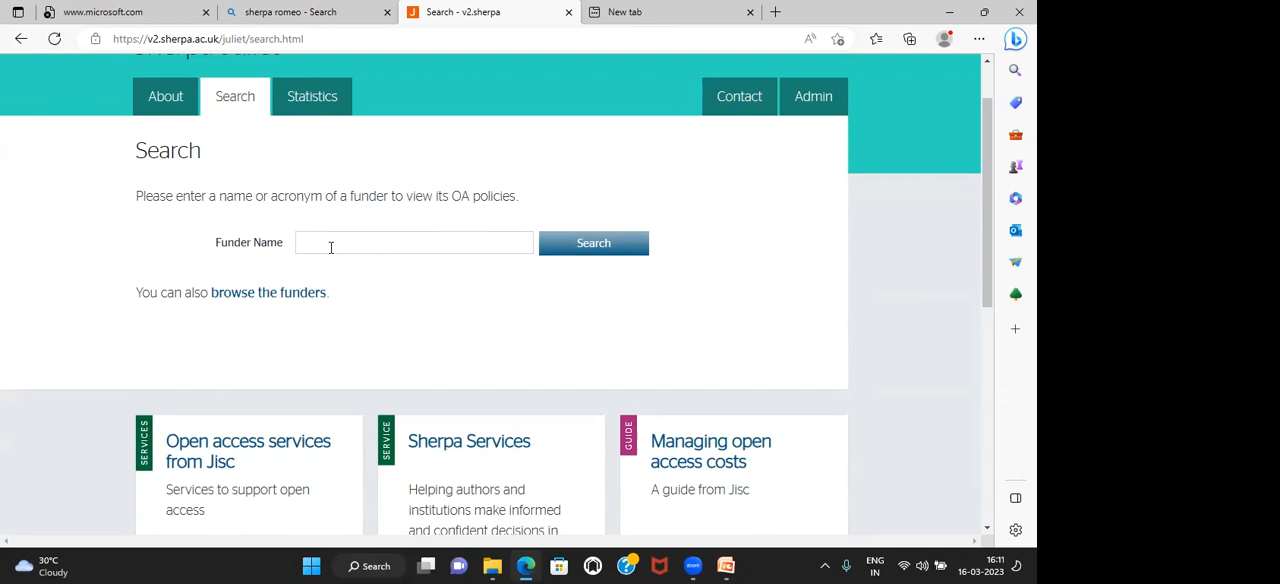 www.microsoft.com
sherpa romeo - Search
Search - v2.sherpa
New tab
https://v2.sherpa.ac.uk/juliet/search.html
About
Search
Statistics
Contact
Admin
Search
Please enter a name or acronym of a funder to view its OA policies.
Funder Name
Search
You can also browse the funders.
SERVICES
Open access services
from Jisc
Services to support open
access
SERVICE
Sherpa Services
Helping authors and
institutions make informed
and confident decisions in
GUIDE
Managing open
access costs
A guide from Jisc
30°C
Cloudy
Search
zoom
ENG
IN
16:11
16-03-2023